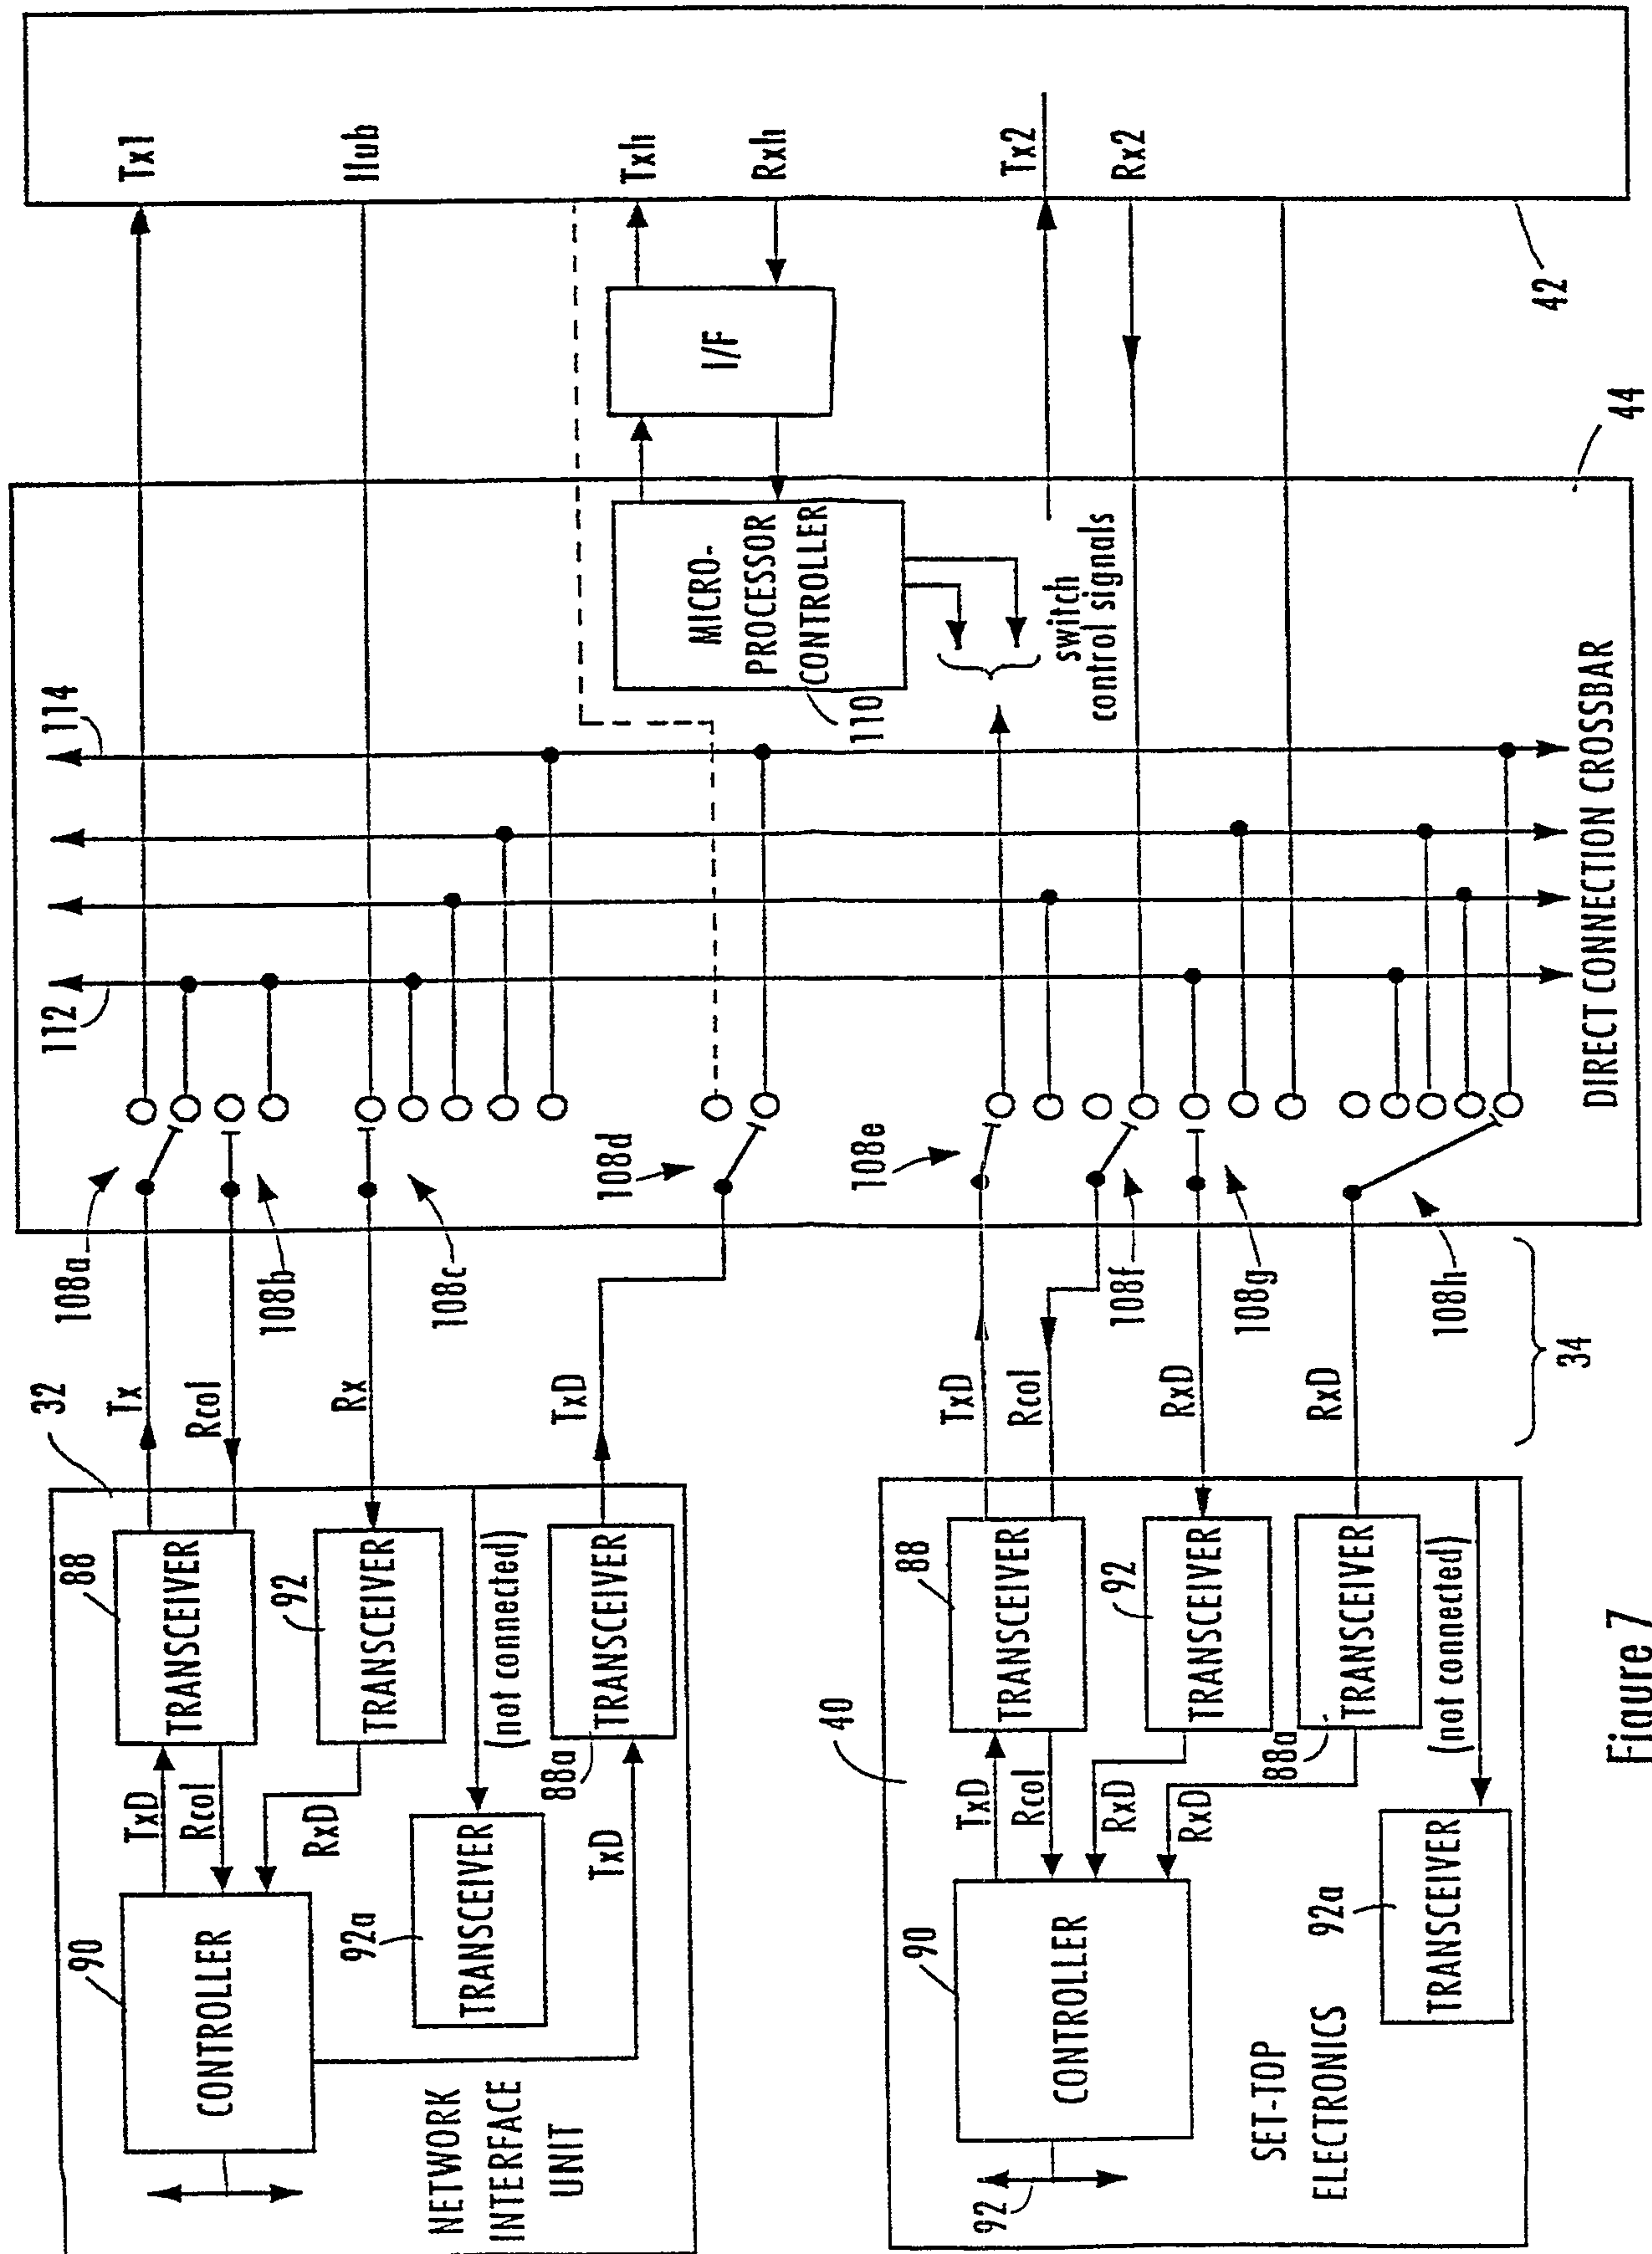 32
88
TRANSCEIVER
90
CONTROLLER
TxD
Rcol
RxD
92
TRANSCEIVER
92a
TRANSCEIVER
(not connected)
88a
TRANSCEIVER
TxD
NETWORK
INTERFACE
UNIT
Tx
Rcol
Rx
TxD
108a
108b
108c
108d
112
114
MICRO-
PROCESSOR
CONTROLLER
110
switch
control signals
I/F
Tx1
Hub
Txh
Rxh
Tx2
Rx2
42
44
DIRECT CONNECTION CROSSBAR
108e
108f
108g
108h
34
TxD
Rcol
RxD
RxD
40
88
TRANSCEIVER
92
TRANSCEIVER
88a
TRANSCEIVER
(not connected)
92a
TRANSCEIVER
90
CONTROLLER
TxD
Rcol
RxD
RxD
92
SET-TOP
ELECTRONICS
Figure 7